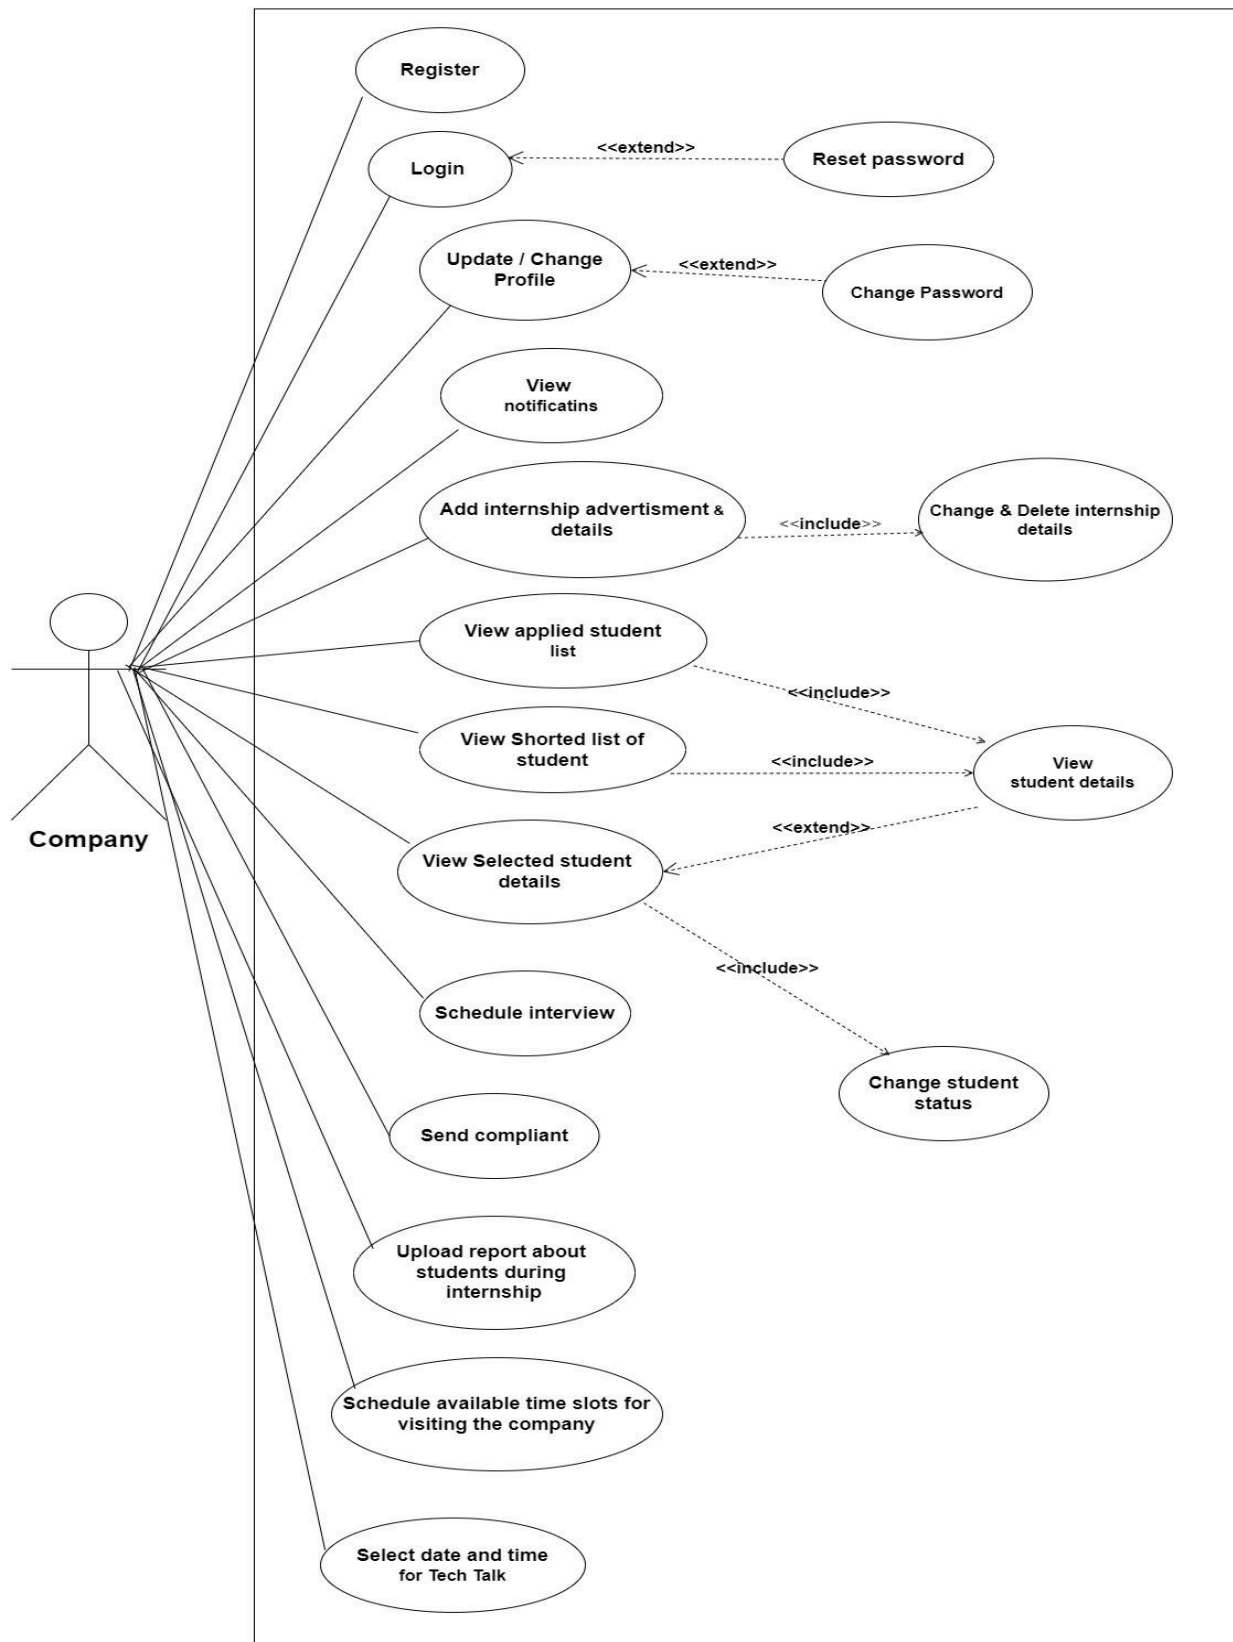 Register
Login
<<extend>>
Reset password
Update / Change
Profile
<<extend>>
Change Password
View
notificatins
Add internship advertisment &
details
<<include>>
Change & Delete internship
details
View applied student
list
<<include>>
View Shorted list of
student
<<include>>
View
student details
<<extend>>
Company
View Selected student
details
<<include>>
Schedule interview
Change student
status
Send compliant
Upload report about
students during
internship
Schedule available time slots for
visiting the company
Select date and time
for Tech Talk